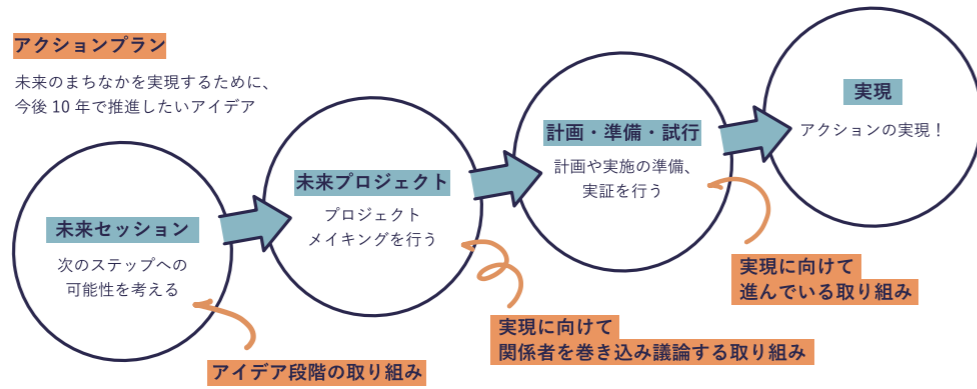 アクションプラン
未来のまちなかを実現するために、
今後 10 年で推進したいアイデア
未来セッション
次のステップへの
可能性を考える
アイデア段階の取り組み
未来プロジェクト
プロジェクト
メイキングを行う
実現に向けて
関係者を巻き込み議論する取り組み
計画・準備・試行
計画や実施の準備、
実証を行う
実現に向けて
進んでいる取り組み
実現
アクションの実現！